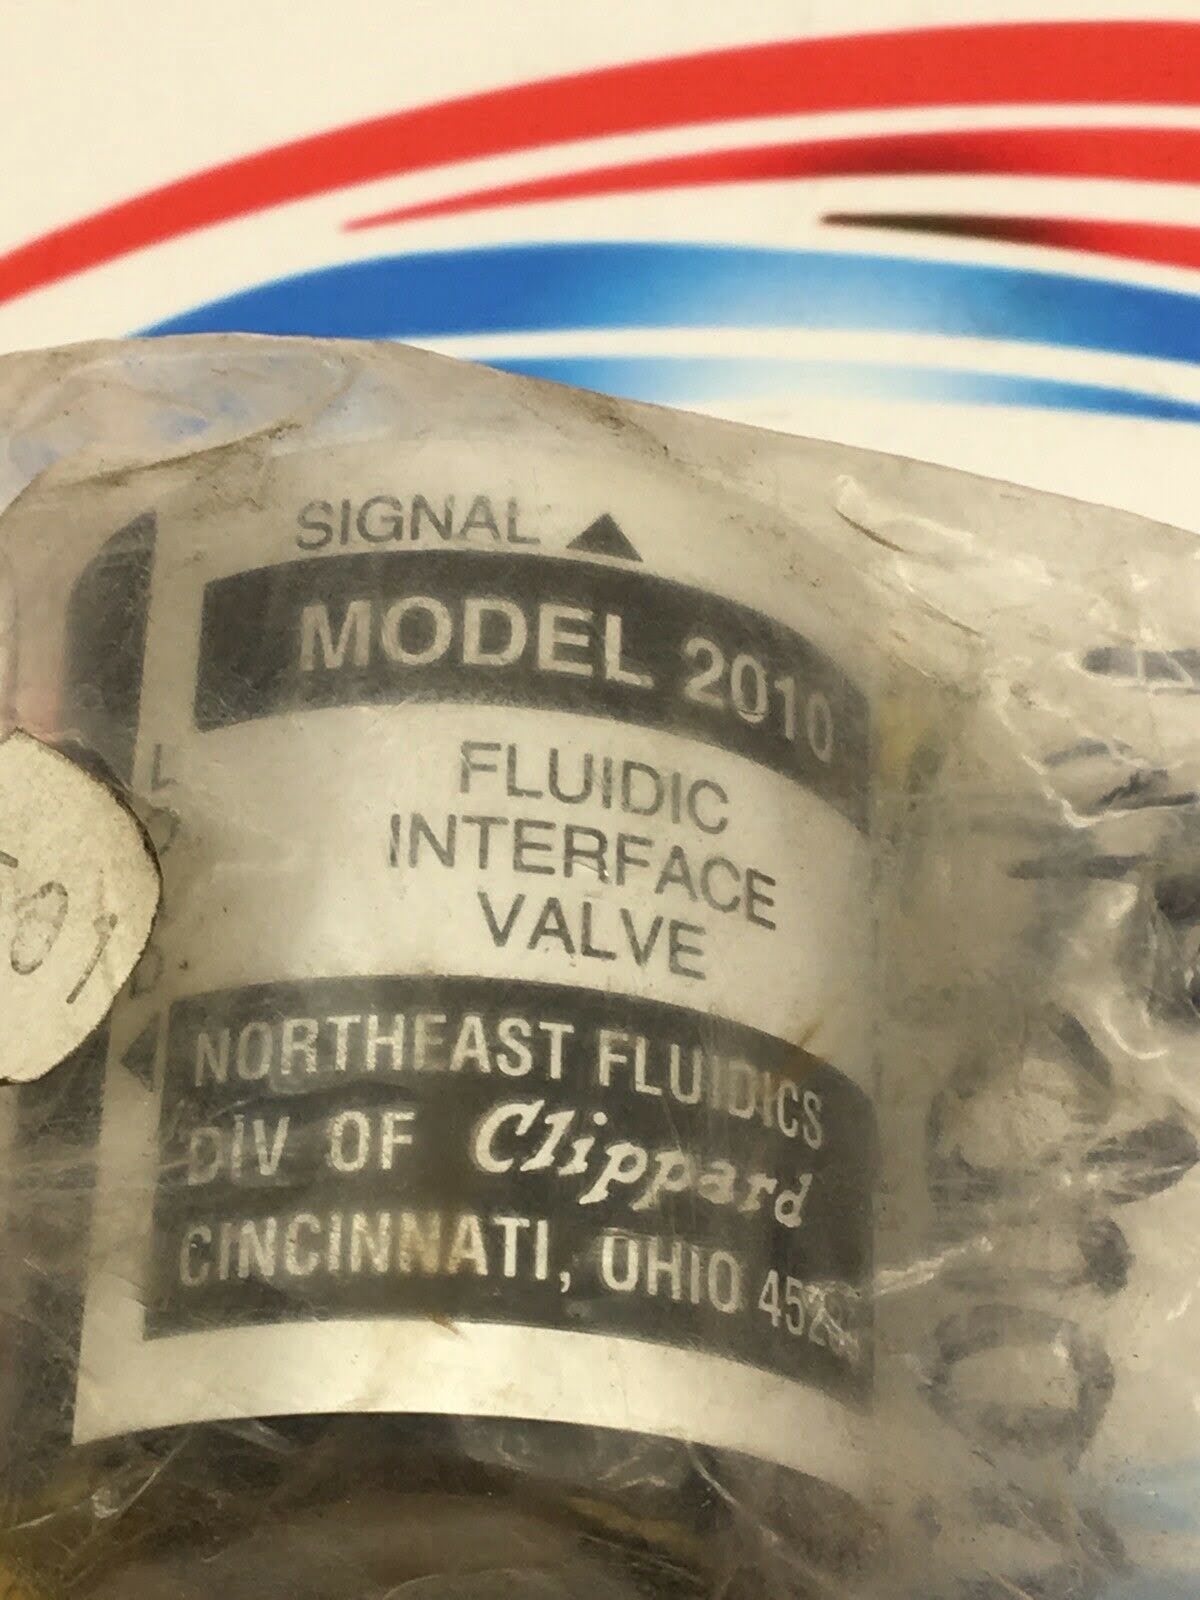 SIGNAL ▲
MODEL 2010
FLUIDIC
INTERFACE
VALVE
NORTHEAST FLUIDICS
DIV OF Clippard
CINCINNATI, OHIO